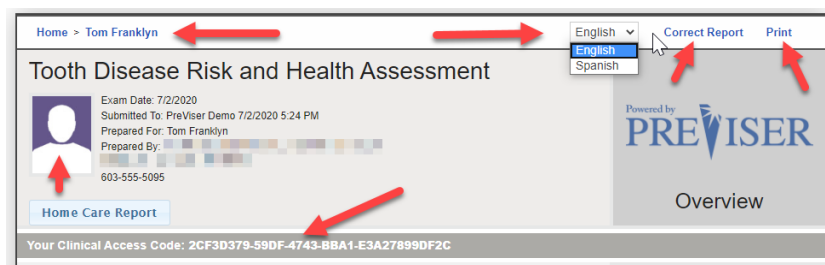 Home > Tom Franklyn
English
Correct Report
Print
English
Spanish
Tooth Disease Risk and Health Assessment
Exam Date: 7/2/2020
Submitted To: PreViser Demo 7/2/2020 5:24 PM
Prepared For: Tom Franklyn
Prepared By:
603-555-5095
Home Care Report
Powered by
PREVISER
Overview
Your Clinical Access Code: 2CF3D379-59DF-4743-BBA1-E3A27899DF2C